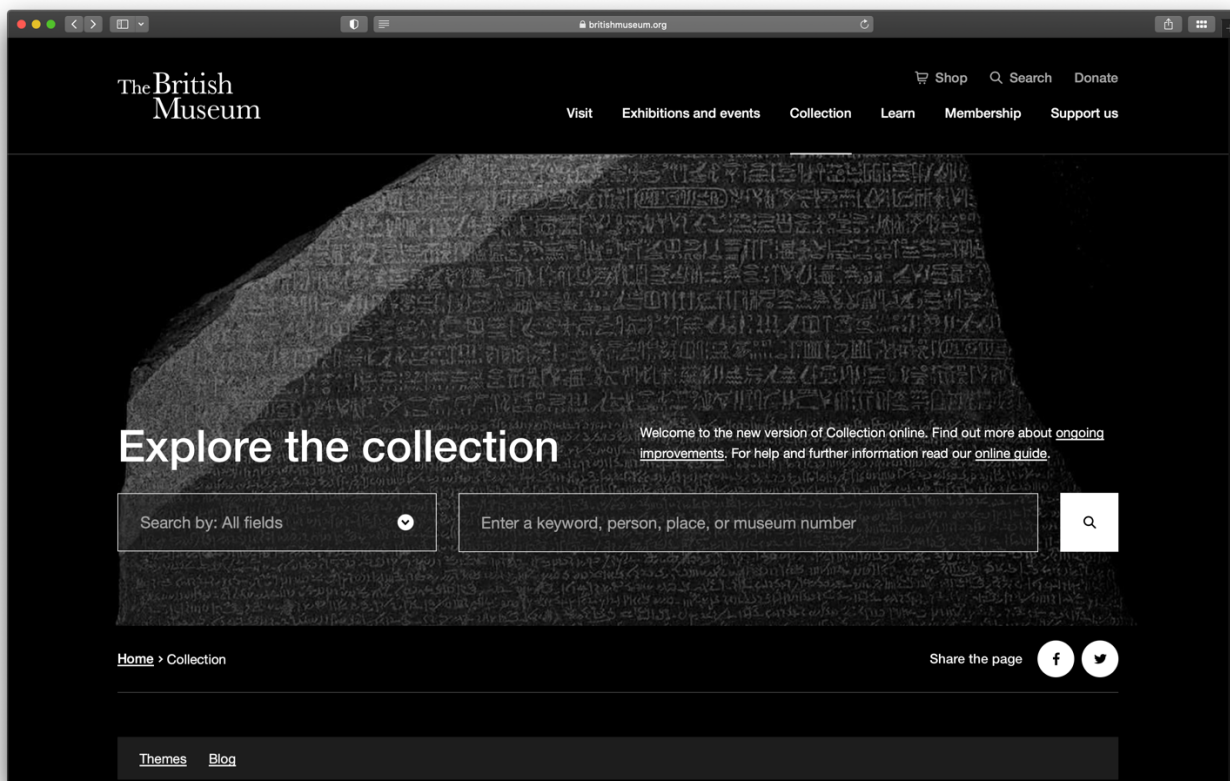 britishmuseum.org
The British
Museum
Shop Search Donate
Visit Exhibitions and events Collection Learn Membership Support us
Explore the collection
Welcome to the new version of Collection online. Find out more about ongoing
improvements. For help and further information read our online guide.
Search by: All fields
Enter a keyword, person, place, or museum number
Home > Collection
Share the page
Themes Blog